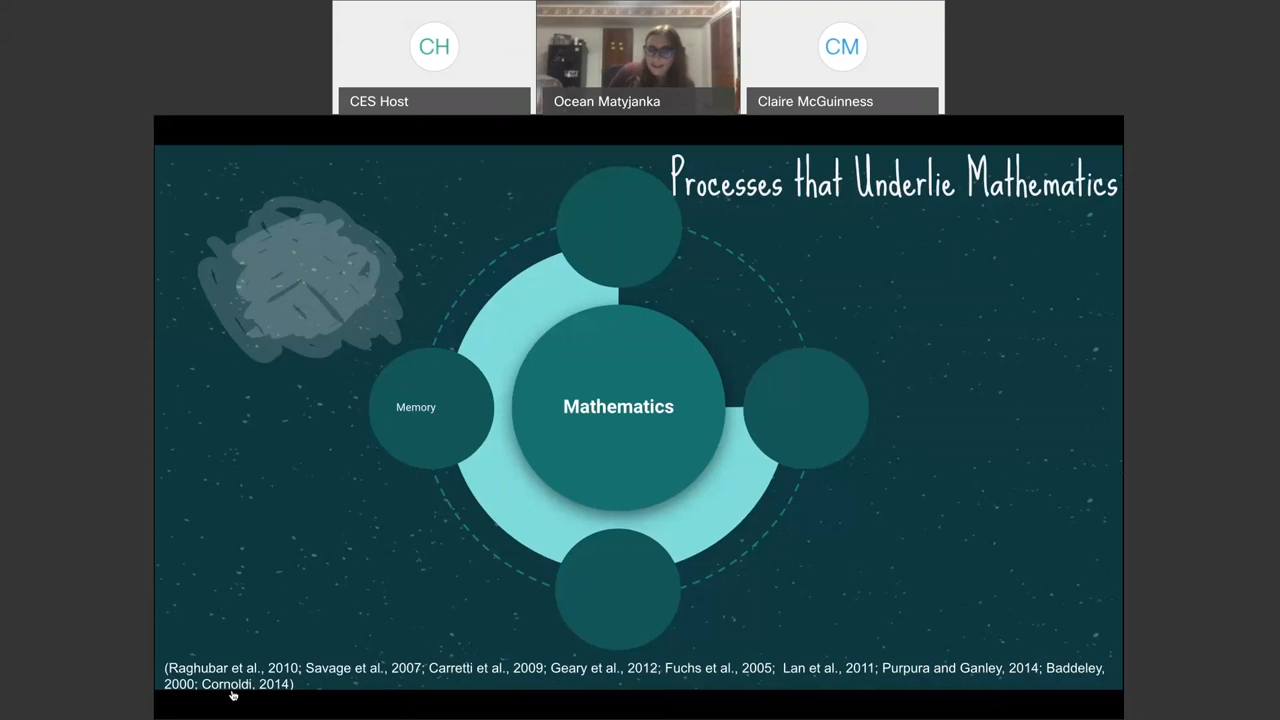 CH
CM
CES Host
Ocean Matyjanka
Claire McGuinness
Processes that Underlie Mathematics
Memory
Mathematics
(Raghubar et al., 2010; Savage et al., 2007; Carretti et al., 2009; Geary et al., 2012; Fuchs et al., 2005;  Lan et al., 2011; Purpura and Ganley, 2014; Baddeley,
2000; Cornoldi, 2014)